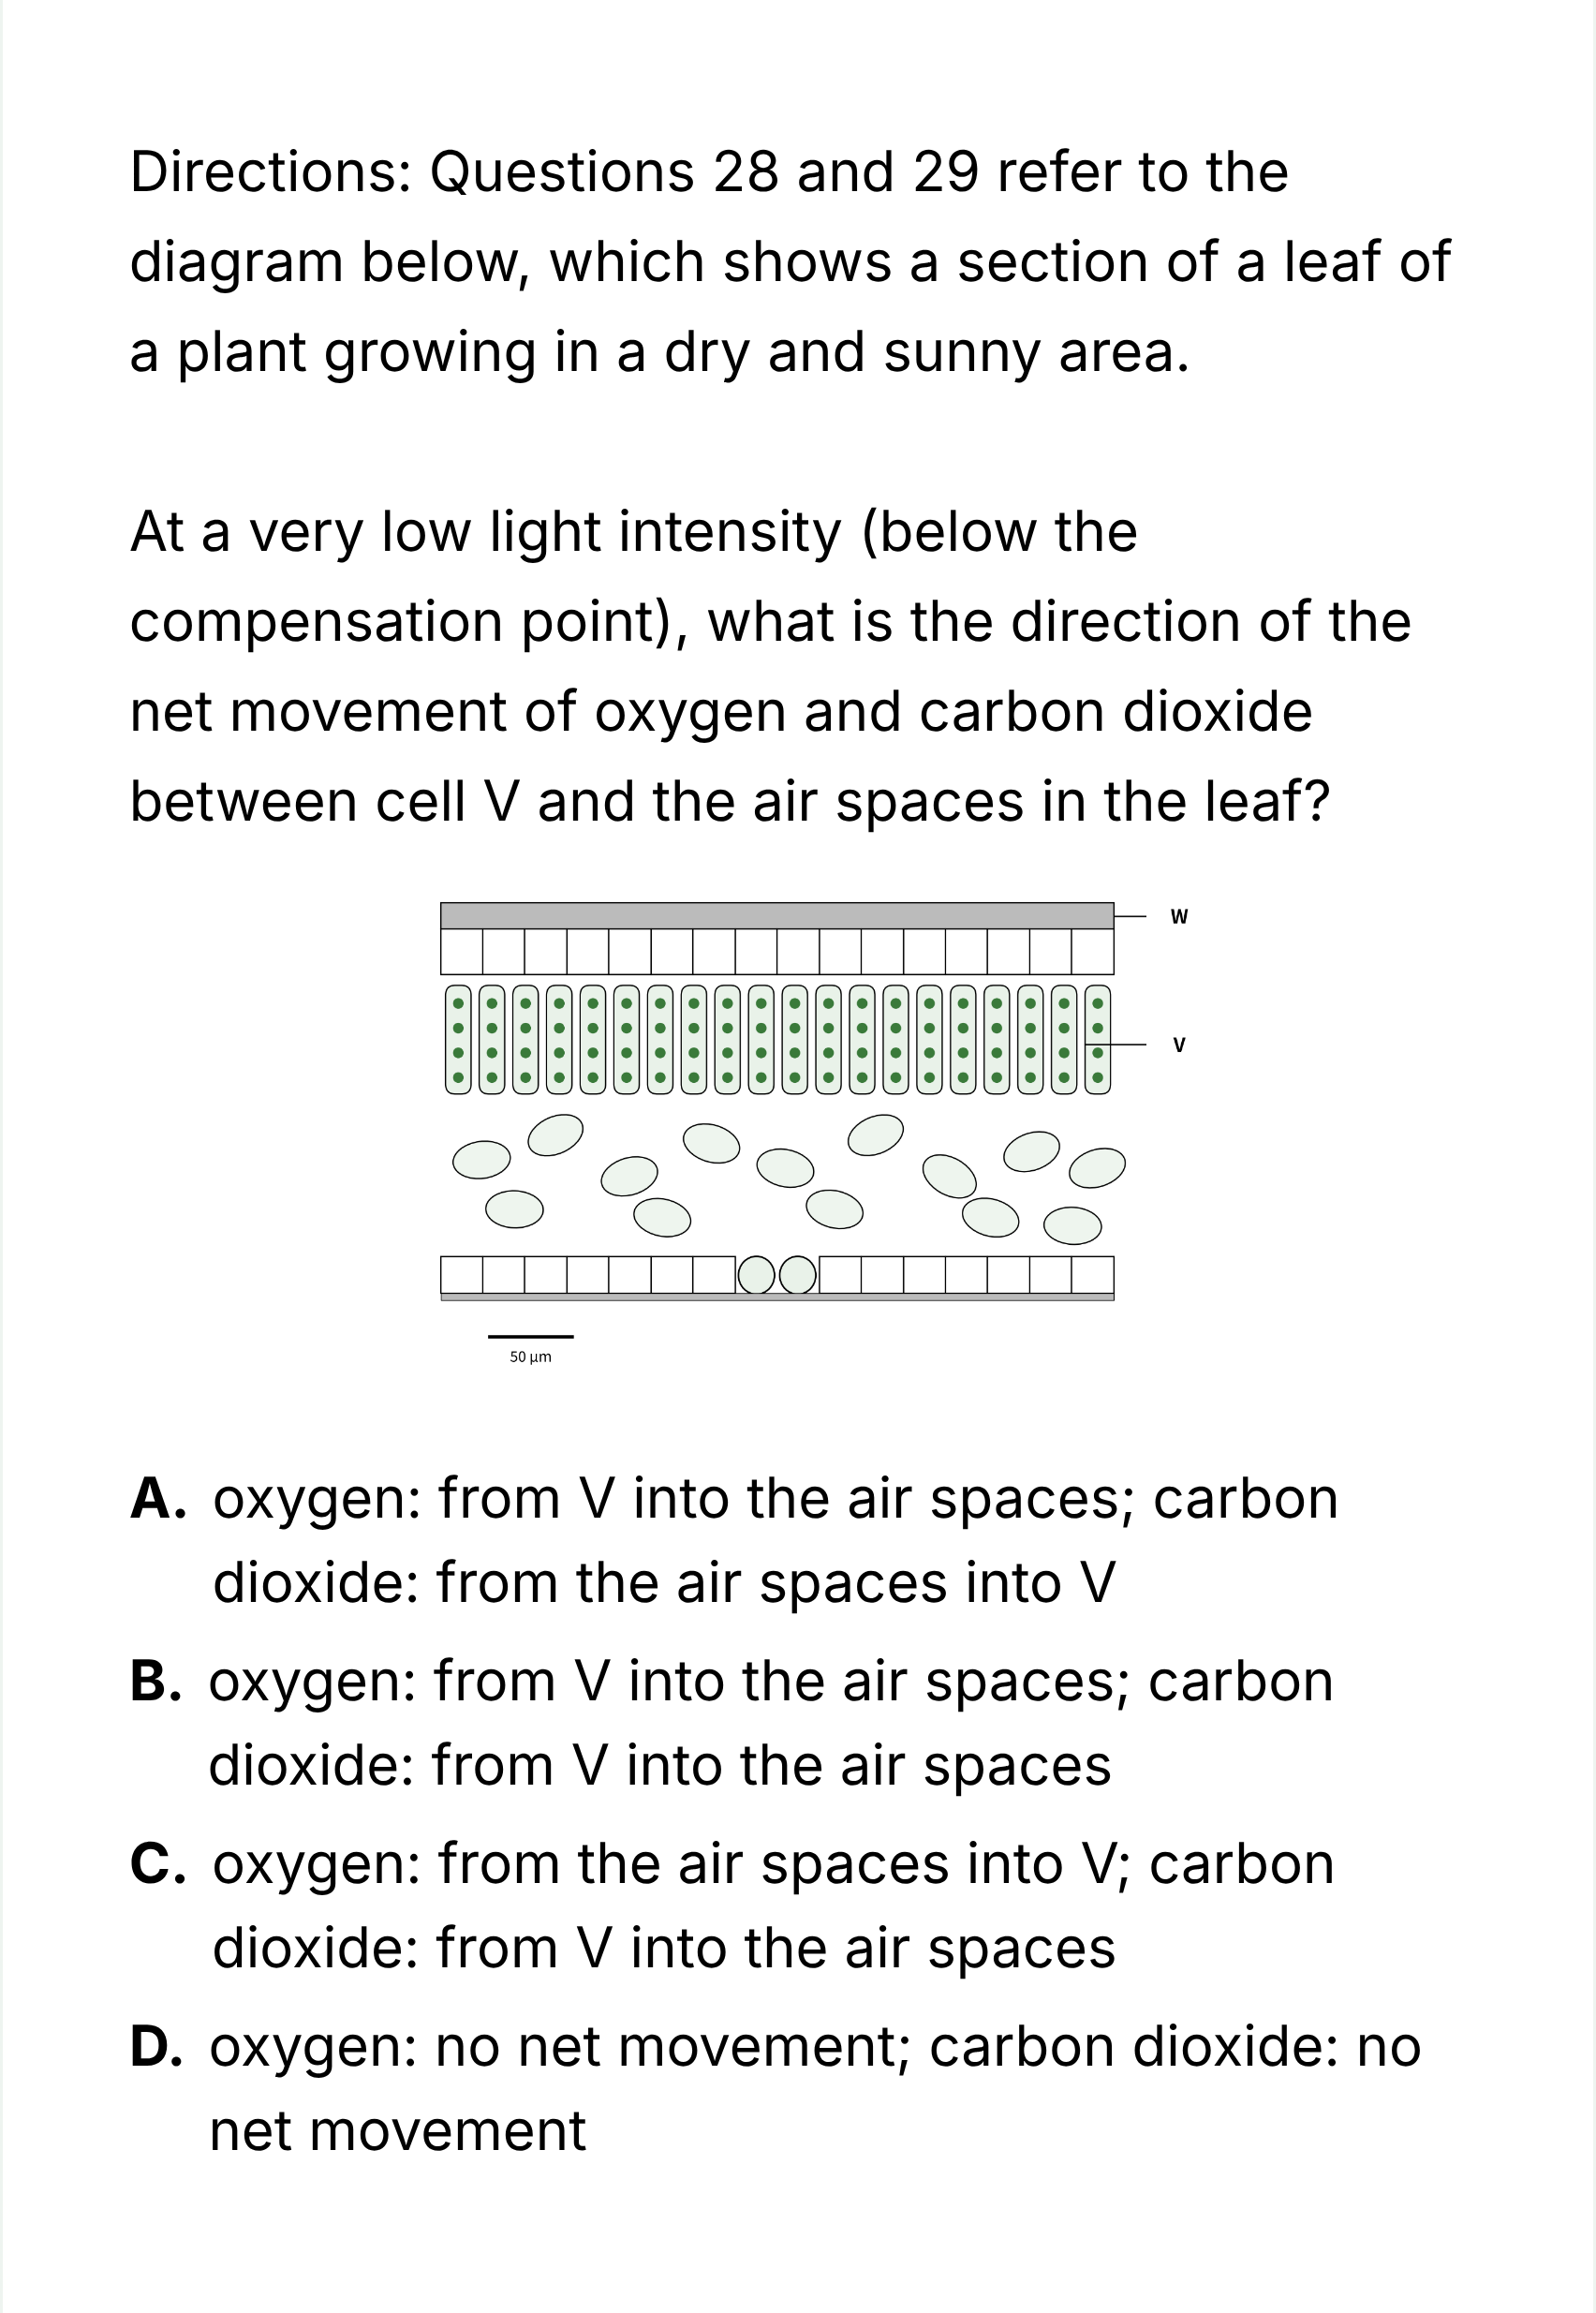 Directions: Questions 28 and 29 refer to the
diagram below, which shows a section of a leaf of
a plant growing in a dry and sunny area.
At a very low light intensity (below the
compensation point), what is the direction of the
net movement of oxygen and carbon dioxide
between cell V and the air spaces in the leaf?
W
V
50 µm
A. oxygen: from V into the air spaces; carbon
dioxide: from the air spaces into V
B. oxygen: from V into the air spaces; carbon
dioxide: from V into the air spaces
C. oxygen: from the air spaces into V; carbon
dioxide: from V into the air spaces
D. oxygen: no net movement; carbon dioxide: no
net movement